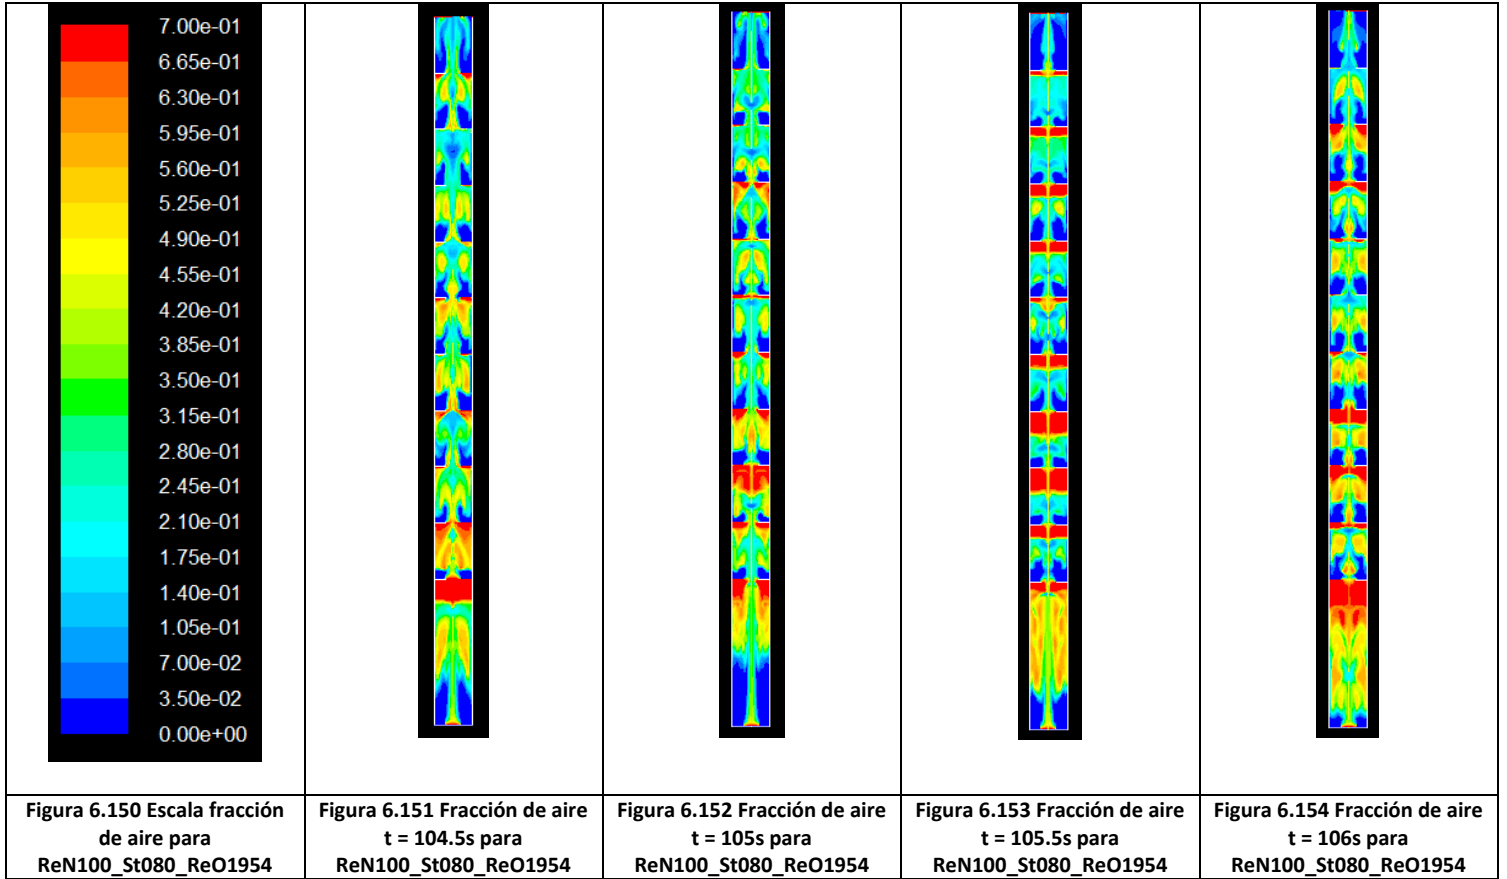 7.00e-01
6.65e-01
6.30e-01
5.95e-01
5.60e-01
5.25e-01
4.90e-01
4.55e-01
4.20e-01
3.85e-01
3.50e-01
3.15e-01
2.80e-01
2.45e-01
2.10e-01
1.75e-01
1.40e-01
1.05e-01
7.00e-02
3.50e-02
0.00e+00
Figura 6.150 Escala fracción
de aire para
ReN100_St080_ReO1954
Figura 6.151 Fracción de aire
t = 104.5s para
ReN100_St080_ReO1954
Figura 6.152 Fracción de aire
t = 105s para
ReN100_St080_ReO1954
Figura 6.153 Fracción de aire
t = 105.5s para
ReN100_St080_ReO1954
Figura 6.154 Fracción de aire
t = 106s para
ReN100_St080_ReO1954